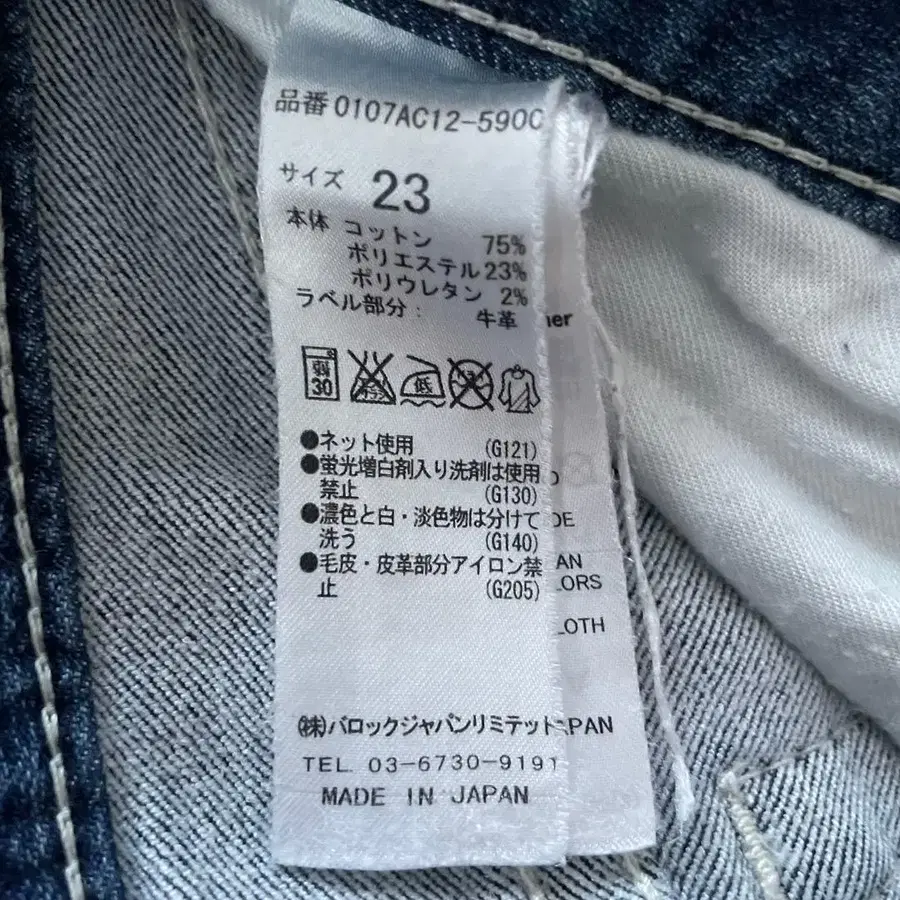 品番 0107AC12-590C
サイズ 23
本体 コットン 75%
ポリエステル 23%
ポリウレタン 2%
ラベル部分: 牛革
弱 30 低
●ネット使用 (G121)
●蛍光増白剤入り洗剤は使用
禁止 (G130)
●濃色と白・淡色物は分けて
洗う (G140)
●毛皮・皮革部分アイロン禁
止 (G205)
㈱バロックジャパンリミテット
TEL. 03-6730-9191
MADE IN JAPAN